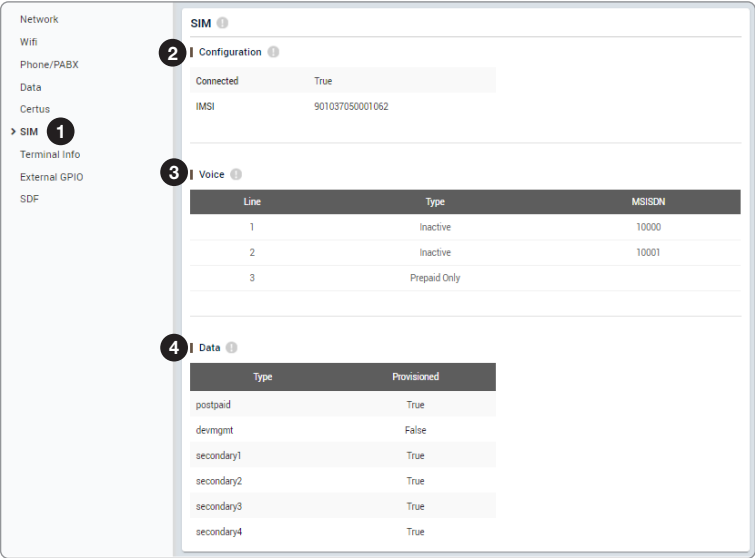 Network
Wifi
Phone/PABX
Data
Certus
SIM 1
Terminal Info
External GPIO
SDF
SIM !
2 Configuration !
Connected True
IMSI 901037050001062
3 Voice !
Line Type MSISDN
1 Inactive 10000
2 Inactive 10001
3 Prepaid Only
4 Data !
Type Provisioned
postpaid True
devmgmt False
secondary1 True
secondary2 True
secondary3 True
secondary4 True